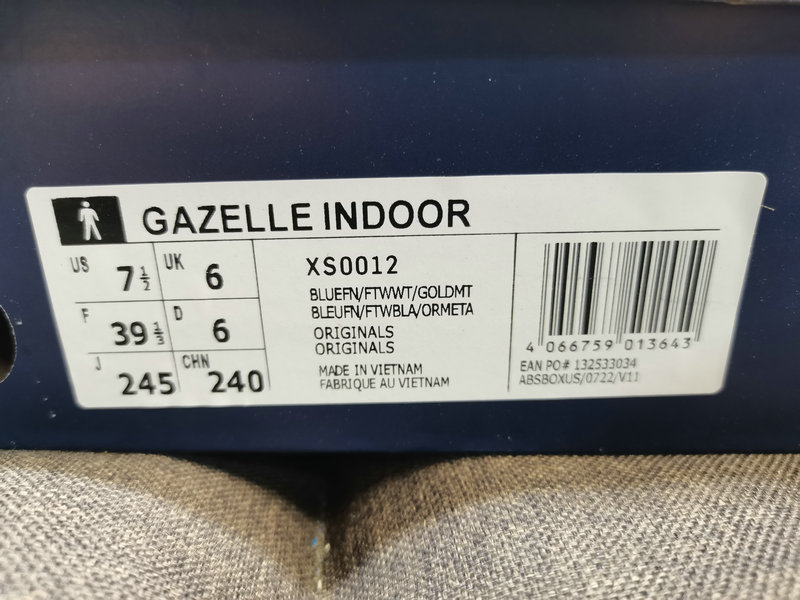 GAZELLE INDOOR
US 7½ UK 6
F 39⅓ D 6
J 245 CHN 240
XS0012
BLUEFN/FTWWT/GOLDMT
BLEUFN/FTWBLA/ORMETA
ORIGINALS
ORIGINALS
MADE IN VIETNAM
FABRIQUE AU VIETNAM
4 066759 013643
EAN PO# 132533034
ABSBOXUS/0722/V11